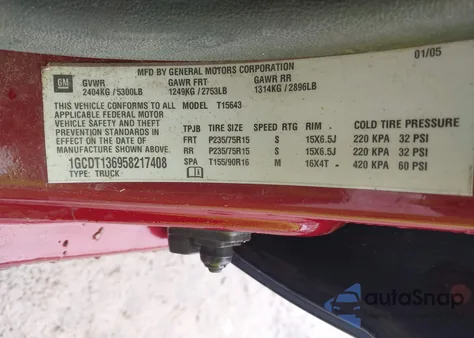 MFD BY GENERAL MOTORS CORPORATION 01/05
GM GVWR GAWR FRT GAWR RR
2404KG / 5300LB 1249KG / 2753LB 1314KG / 2896LB
THIS VEHICLE CONFORMS TO ALL MODEL T15643
APPLICABLE FEDERAL MOTOR
VEHICLE SAFETY AND THEFT
PREVENTION STANDARDS IN
EFFECT ON THE DATE OF
MANUFACTURE SHOWN ABOVE.
1GCDT136958217408
TYPE: TRUCK
COLD TIRE PRESSURE
TPJB TIRE SIZE SPEED RTG RIM
FRT P235/75R15 S 15X6.5J 220 KPA 32 PSI
RR P235/75R15 S 15X6.5J 220 KPA 32 PSI
SPA T155/90R16 M 16X4T 420 KPA 60 PSI
autoSnap